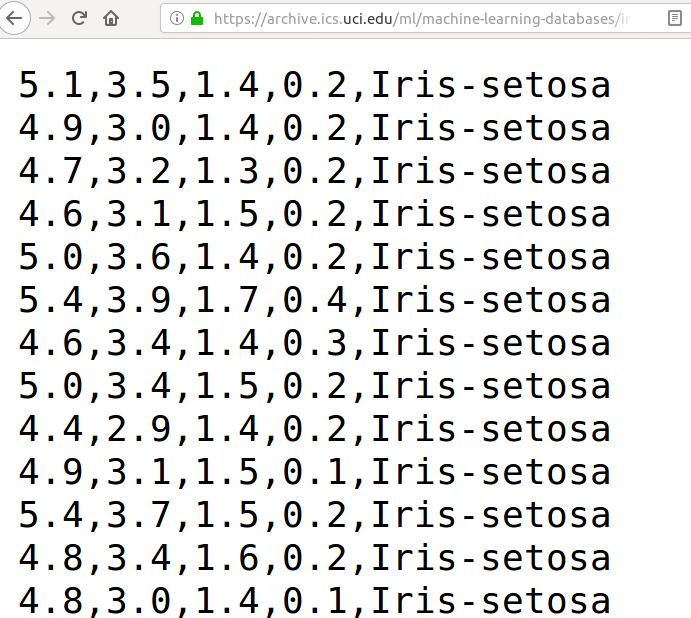 https://archive.ics.uci.edu/ml/machine-learning-databases/
5.1,3.5,1.4,0.2,Iris-setosa
4.9,3.0,1.4,0.2,Iris-setosa
4.7,3.2,1.3,0.2,Iris-setosa
4.6,3.1,1.5,0.2,Iris-setosa
5.0,3.6,1.4,0.2,Iris-setosa
5.4,3.9,1.7,0.4,Iris-setosa
4.6,3.4,1.4,0.3,Iris-setosa
5.0,3.4,1.5,0.2,Iris-setosa
4.4,2.9,1.4,0.2,Iris-setosa
4.9,3.1,1.5,0.1,Iris-setosa
5.4,3.7,1.5,0.2,Iris-setosa
4.8,3.4,1.6,0.2,Iris-setosa
4.8,3.0,1.4,0.1,Iris-setosa